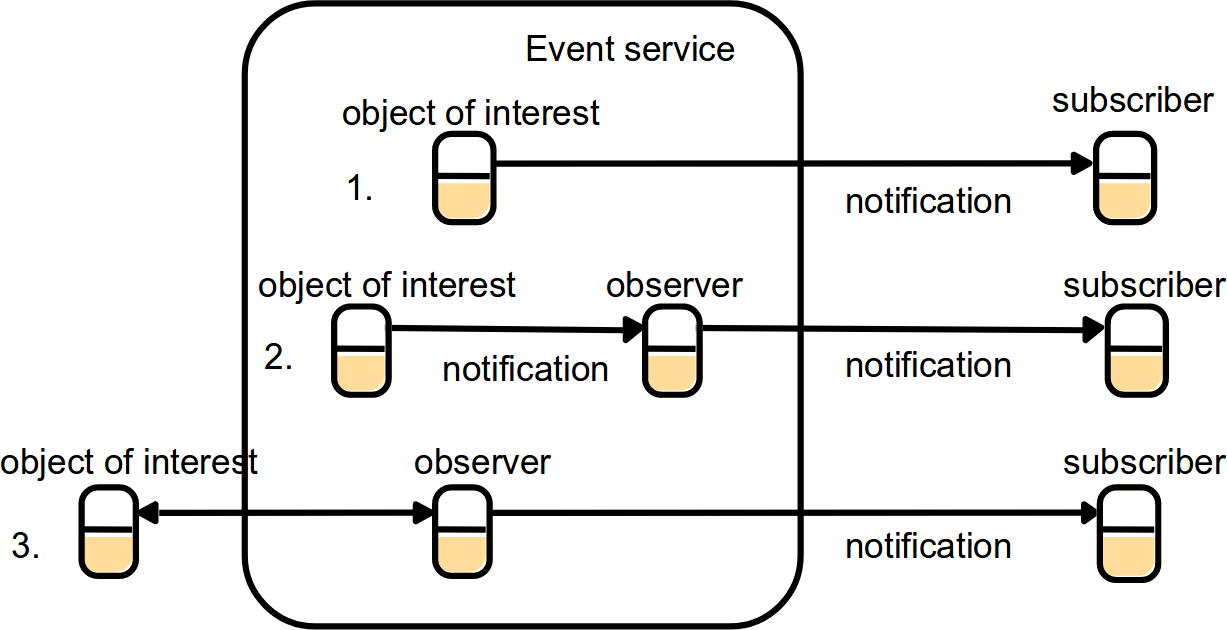 Event service
object of interest
subscriber
1.
notification
object of interest
observer
subscriber
2.
notification
notification
object of interest
observer
subscriber
3.
notification